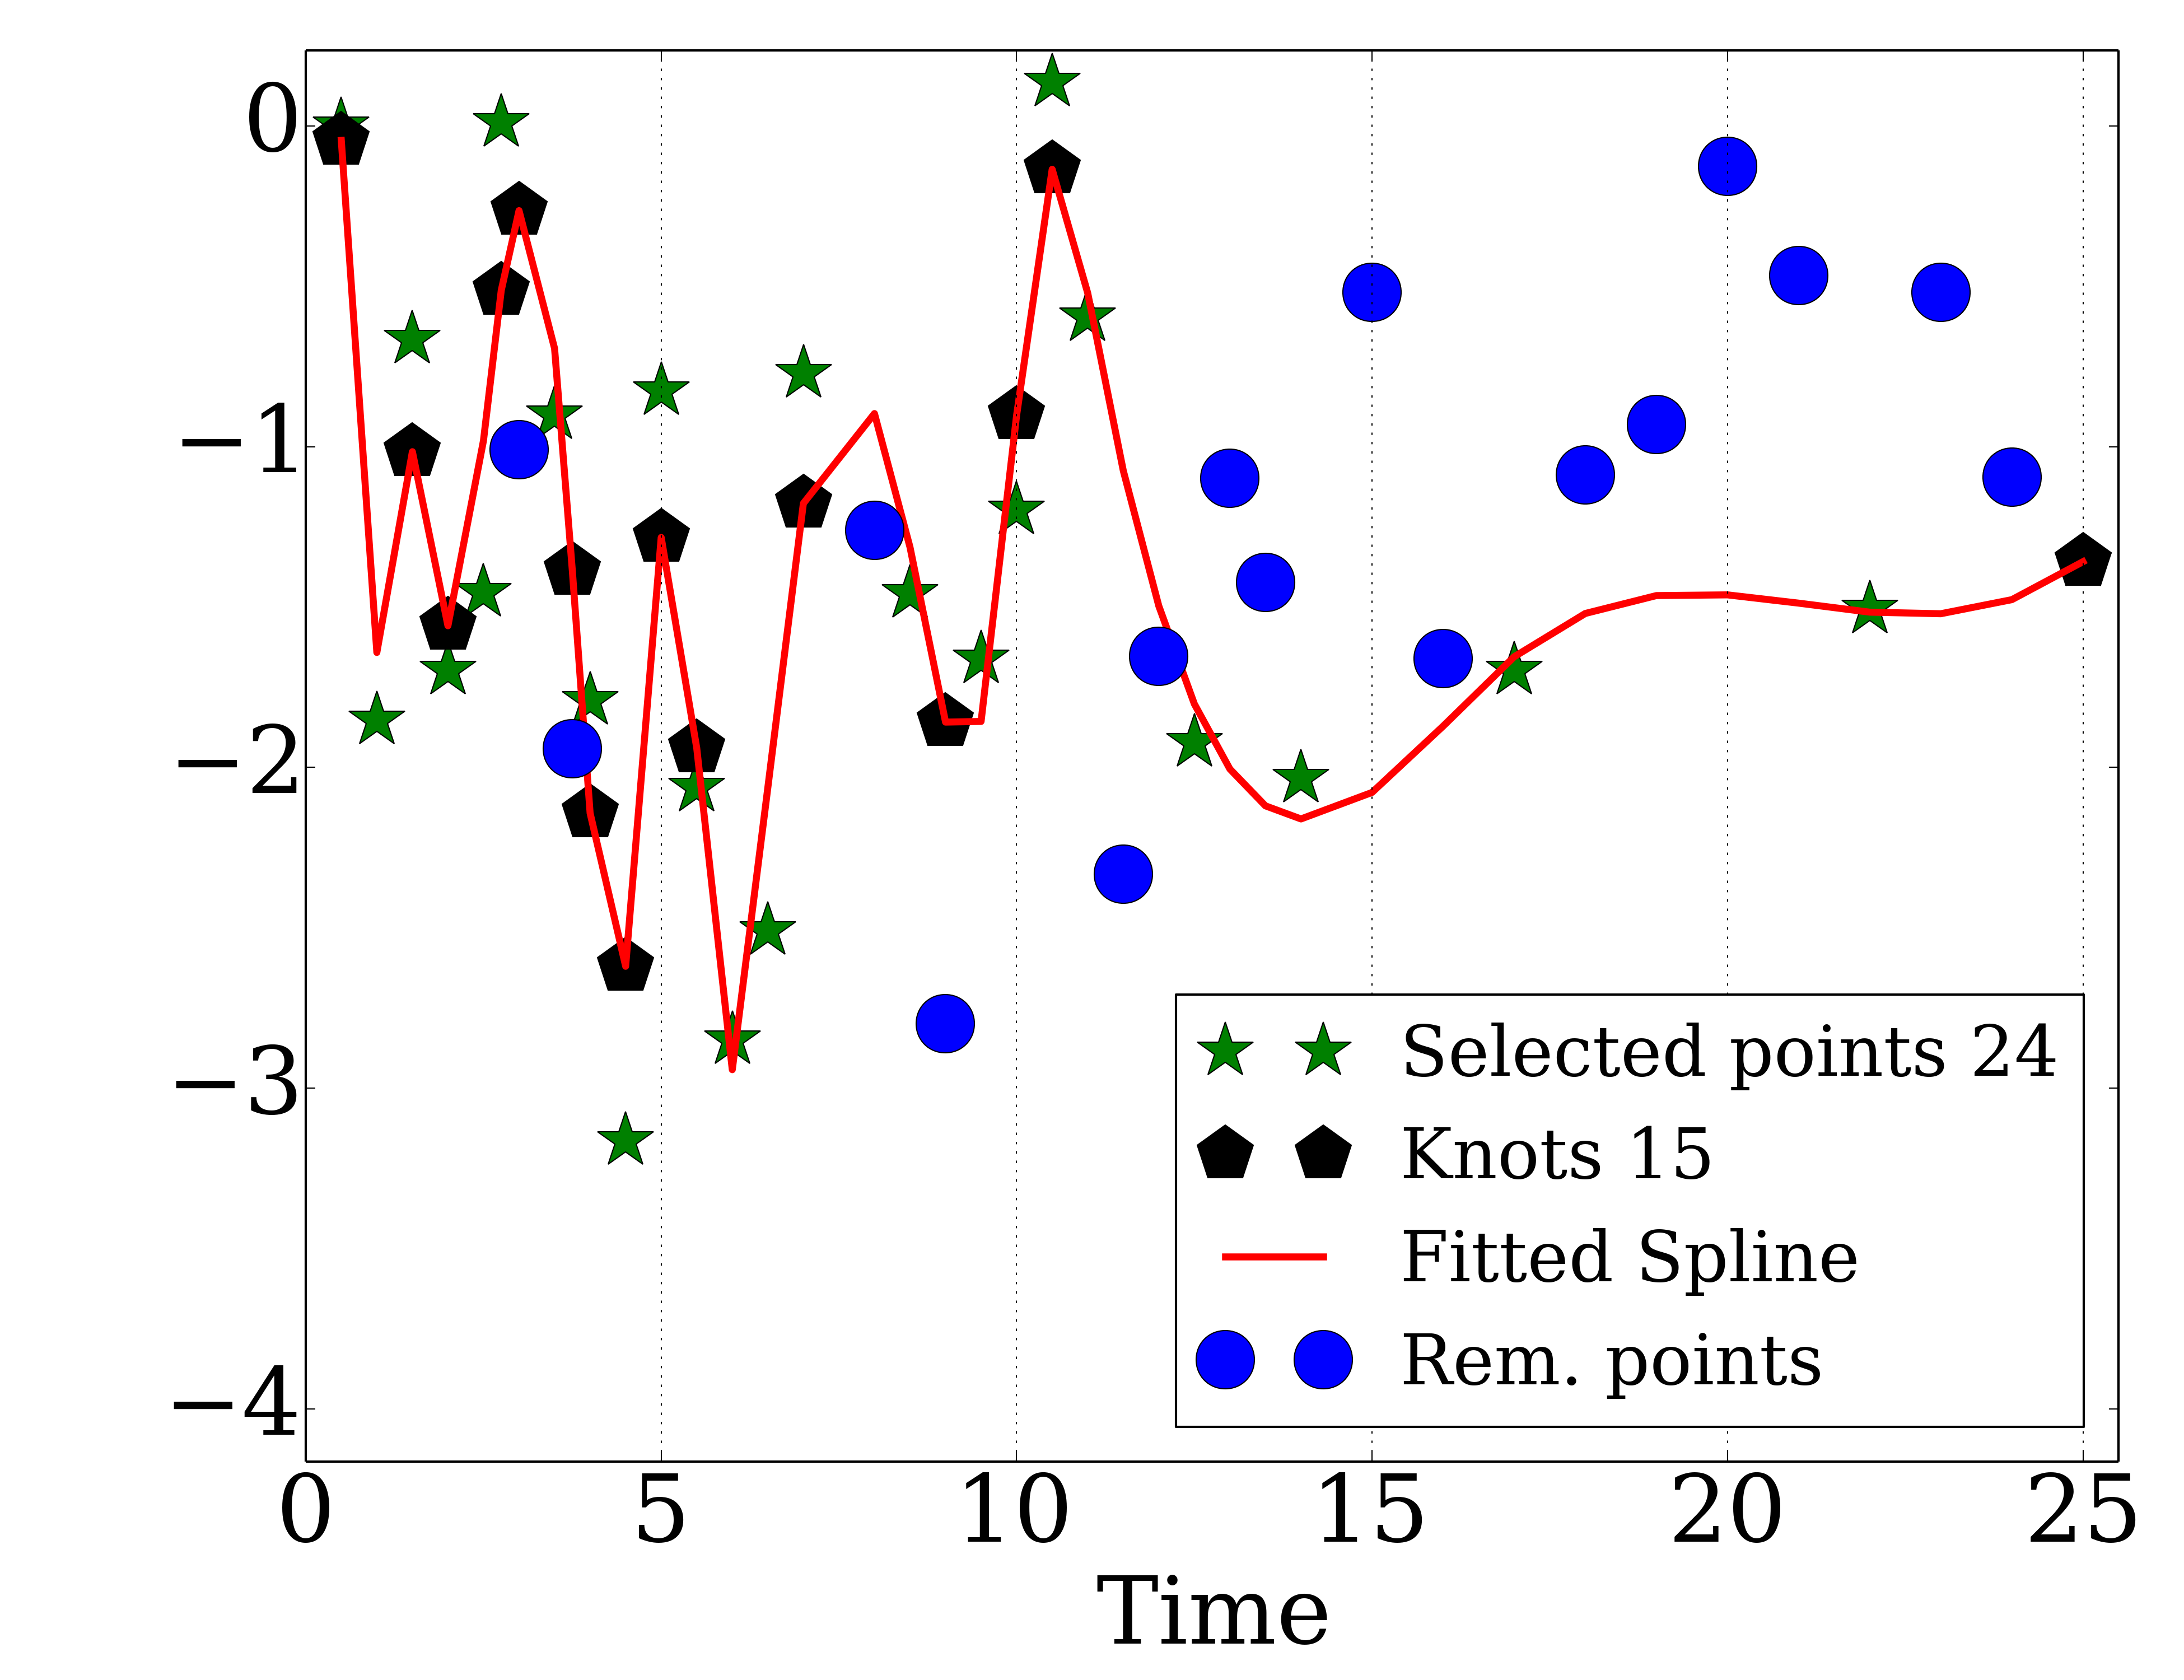 0
−1
−2
−3
−4
0 5 10 15 20 25
Time
Selected points 24
Knots 15
Fitted Spline
Rem. points